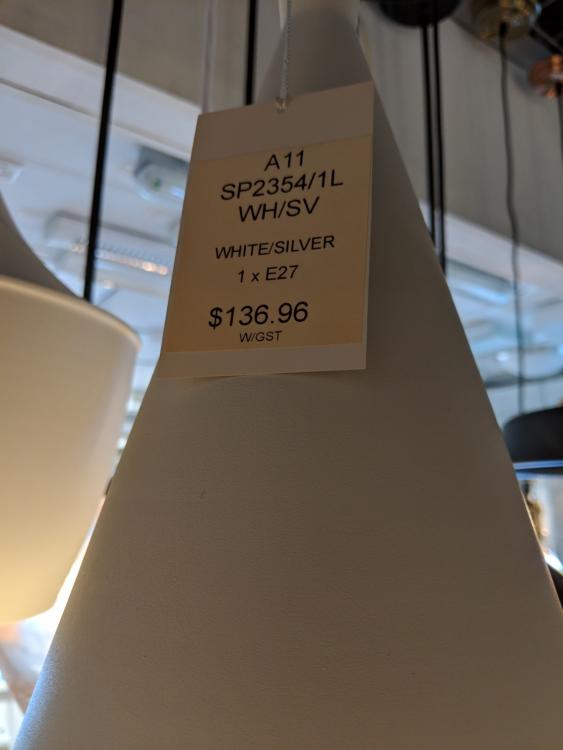 A11
SP2354/1L
WH/SV
WHITE/SILVER
1 x E27
$136.96
W/GST